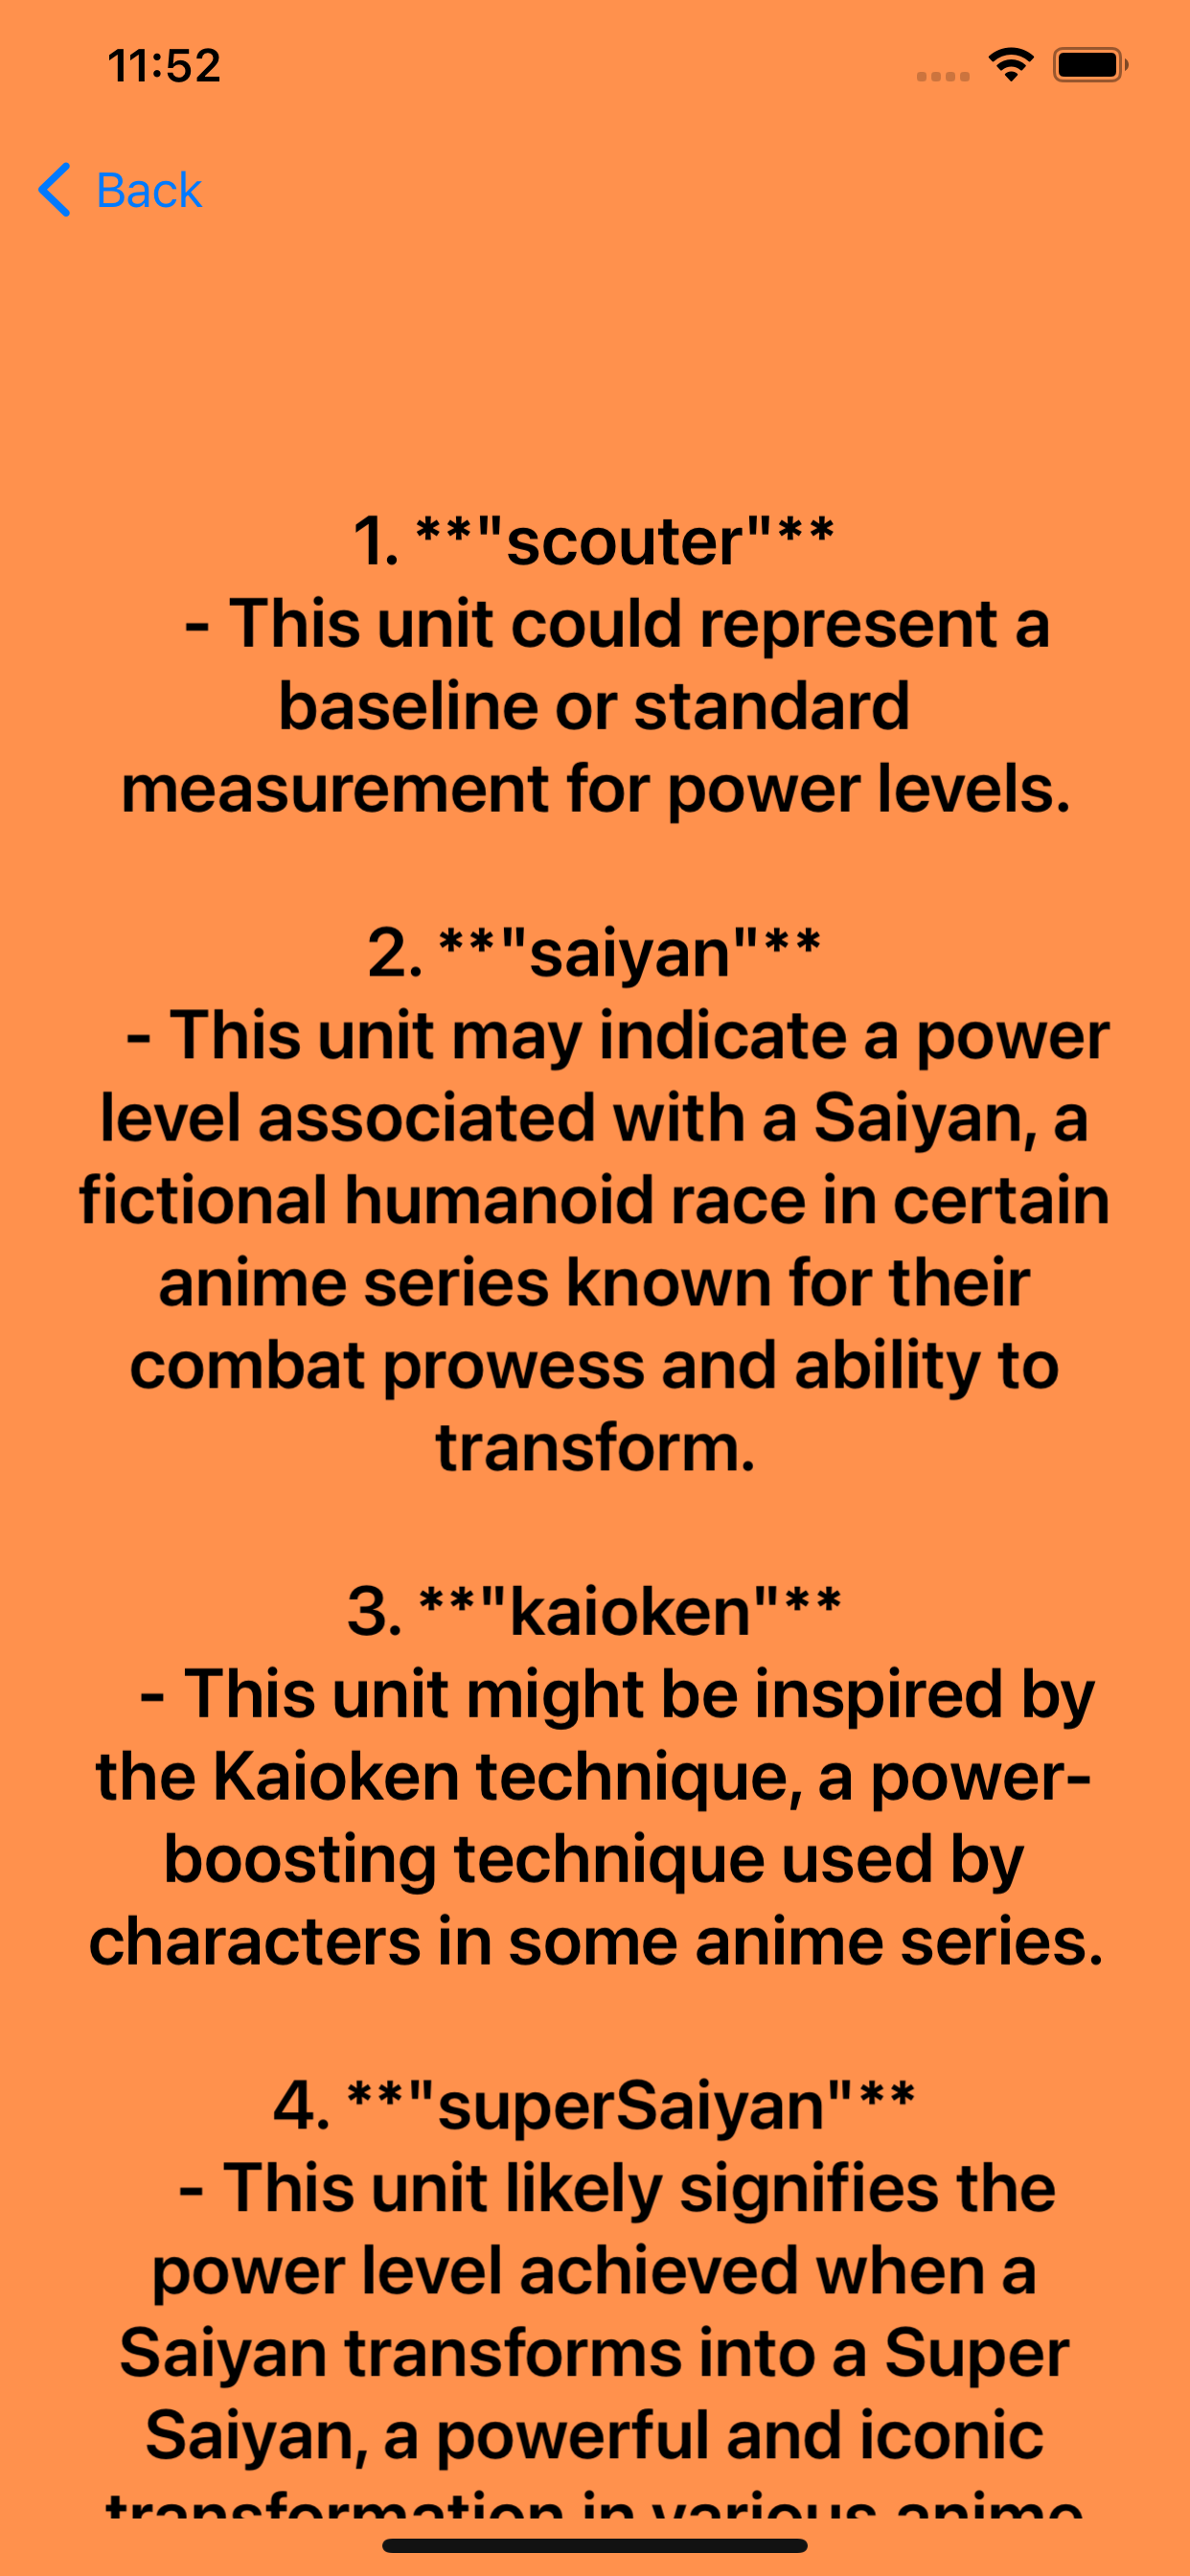 11:52
Back
1. **"scouter"**
- This unit could represent a
baseline or standard
measurement for power levels.
2. **"saiyan"**
- This unit may indicate a power
level associated with a Saiyan, a
fictional humanoid race in certain
anime series known for their
combat prowess and ability to
transform.
3. **"kaioken"**
- This unit might be inspired by
the Kaioken technique, a power-
boosting technique used by
characters in some anime series.
4. **"superSaiyan"**
- This unit likely signifies the
power level achieved when a
Saiyan transforms into a Super
Saiyan, a powerful and iconic
transformation in various anime